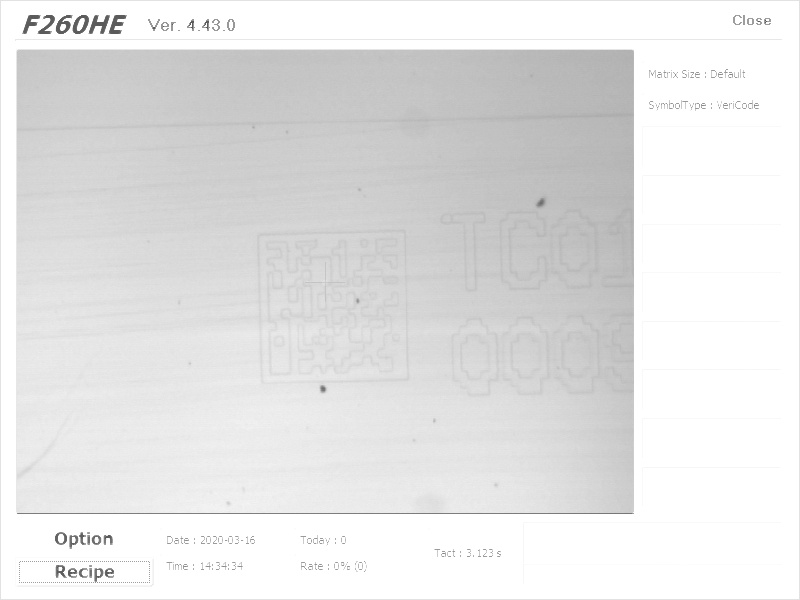 F260HE Ver. 4.43.0
Close
Matrix Size : Default
SymbolType : VeriCode
TC01
000
Option
Date : 2020-03-16
Today : 0
Tact : 3.123 s
Recipe
Time : 14:34:34
Rate : 0% (0)